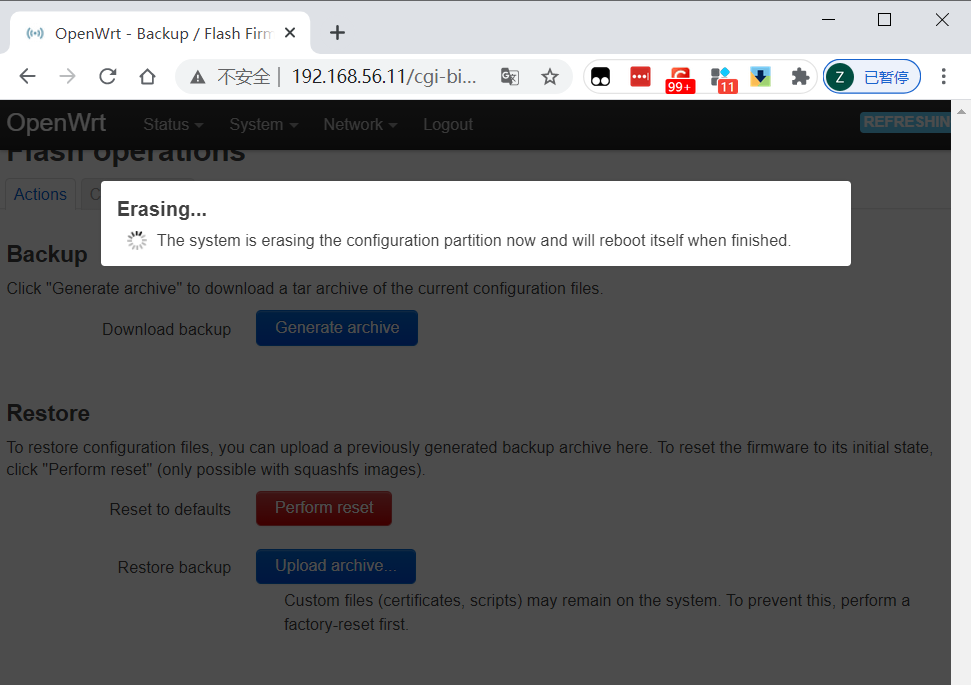 OpenWrt - Backup / Flash Firm
不安全 | 192.168.56.11/cgi-bi...
99+
11
Z 已暂停
OpenWrt Status System Network Logout REFRESHIN
Flash operations
Actions C
Erasing...
The system is erasing the configuration partition now and will reboot itself when finished.
Backup
Click "Generate archive" to download a tar archive of the current configuration files.
Download backup Generate archive
Restore
To restore configuration files, you can upload a previously generated backup archive here. To reset the firmware to its initial state,
click "Perform reset" (only possible with squashfs images).
Reset to defaults Perform reset
Restore backup Upload archive...
Custom files (certificates, scripts) may remain on the system. To prevent this, perform a
factory-reset first.